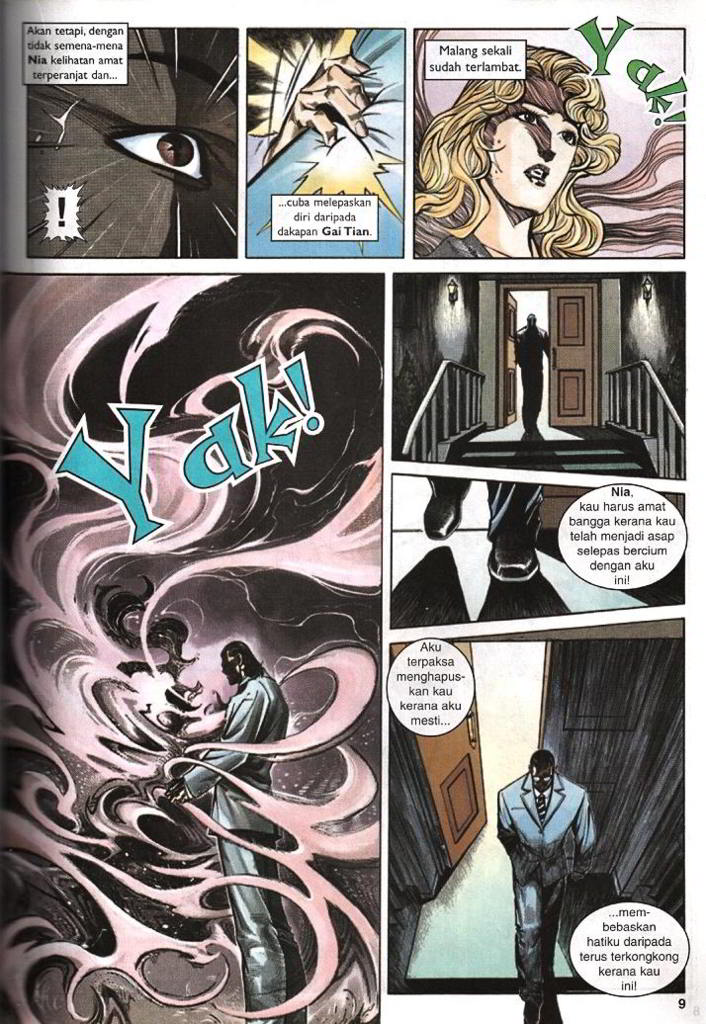 Akan tetapi, dengan
tidak semena-mena
Nia kelihatan amat
terperanjat dan...
!
...cuba melepaskan
diri daripada
dakapan Gai Tian.
Malang sekali
sudah terlambat.
Yak!
Yak!
Nia,
kau harus amat
bangga kerana kau
telah menjadi asap
selepas bercium
dengan aku
ini!
Aku
terpaksa
menghapus-
kan kau
kerana aku
mesti...
...mem-
bebaskan
hatiku daripada
terus terkongkong
kerana kau
ini!
9
8